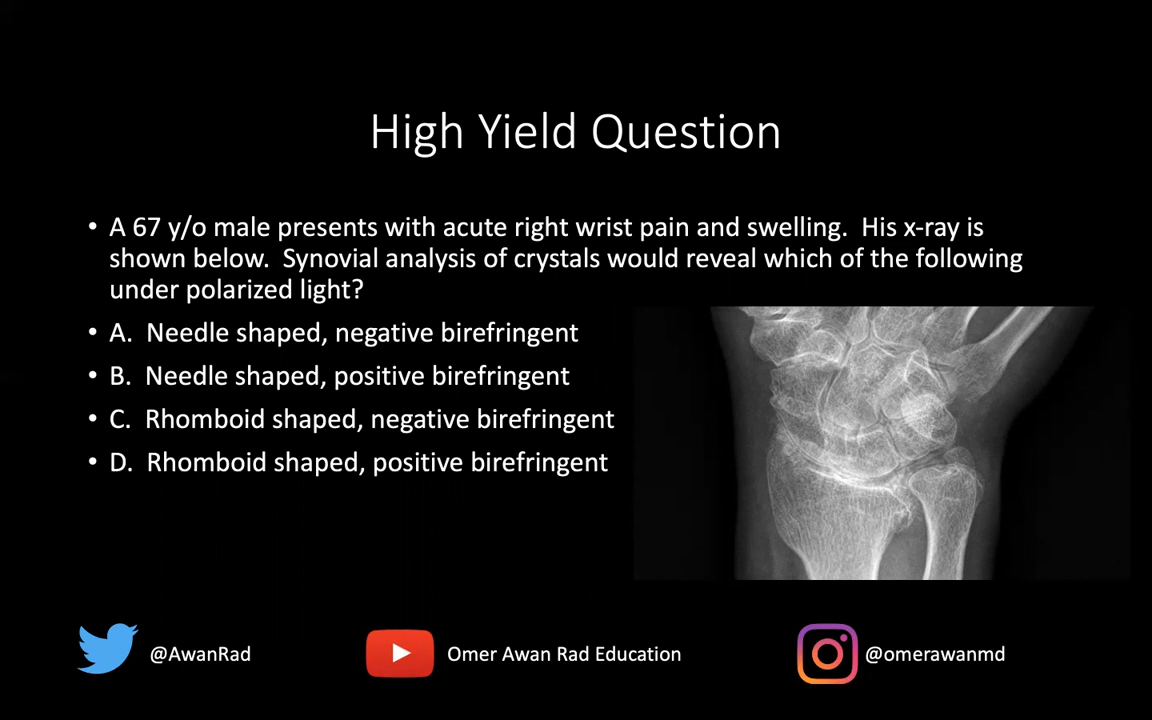 High Yield Question
• A 67 y/o male presents with acute right wrist pain and swelling. His x-ray is
shown below. Synovial analysis of crystals would reveal which of the following
under polarized light?
• A. Needle shaped, negative birefringent
• B. Needle shaped, positive birefringent
• C. Rhomboid shaped, negative birefringent
• D. Rhomboid shaped, positive birefringent
@AwanRad
Omer Awan Rad Education
@omerawanmd